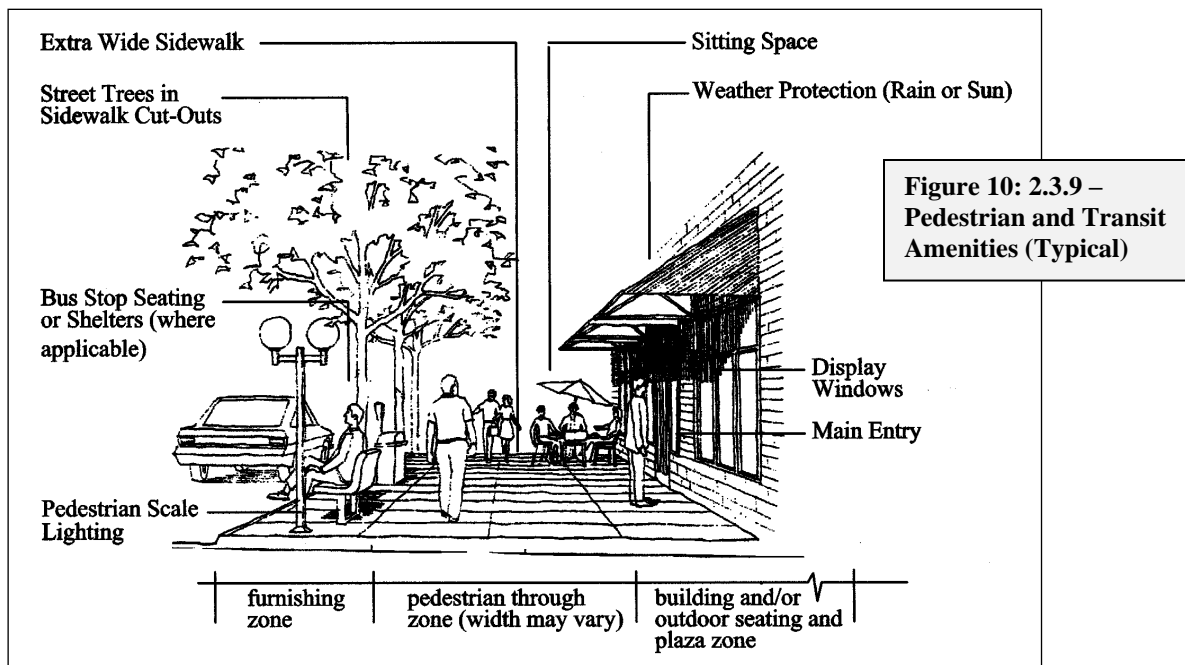 Extra Wide Sidewalk
Street Trees in
Sidewalk Cut-Outs
Bus Stop Seating
or Shelters (where
applicable)
Pedestrian Scale
Lighting
Sitting Space
Weather Protection (Rain or Sun)
Display
Windows
Main Entry
furnishing
zone
pedestrian through
zone (width may vary)
building and/or
outdoor seating and
plaza zone
Figure 10: 2.3.9 –
Pedestrian and Transit
Amenities (Typical)